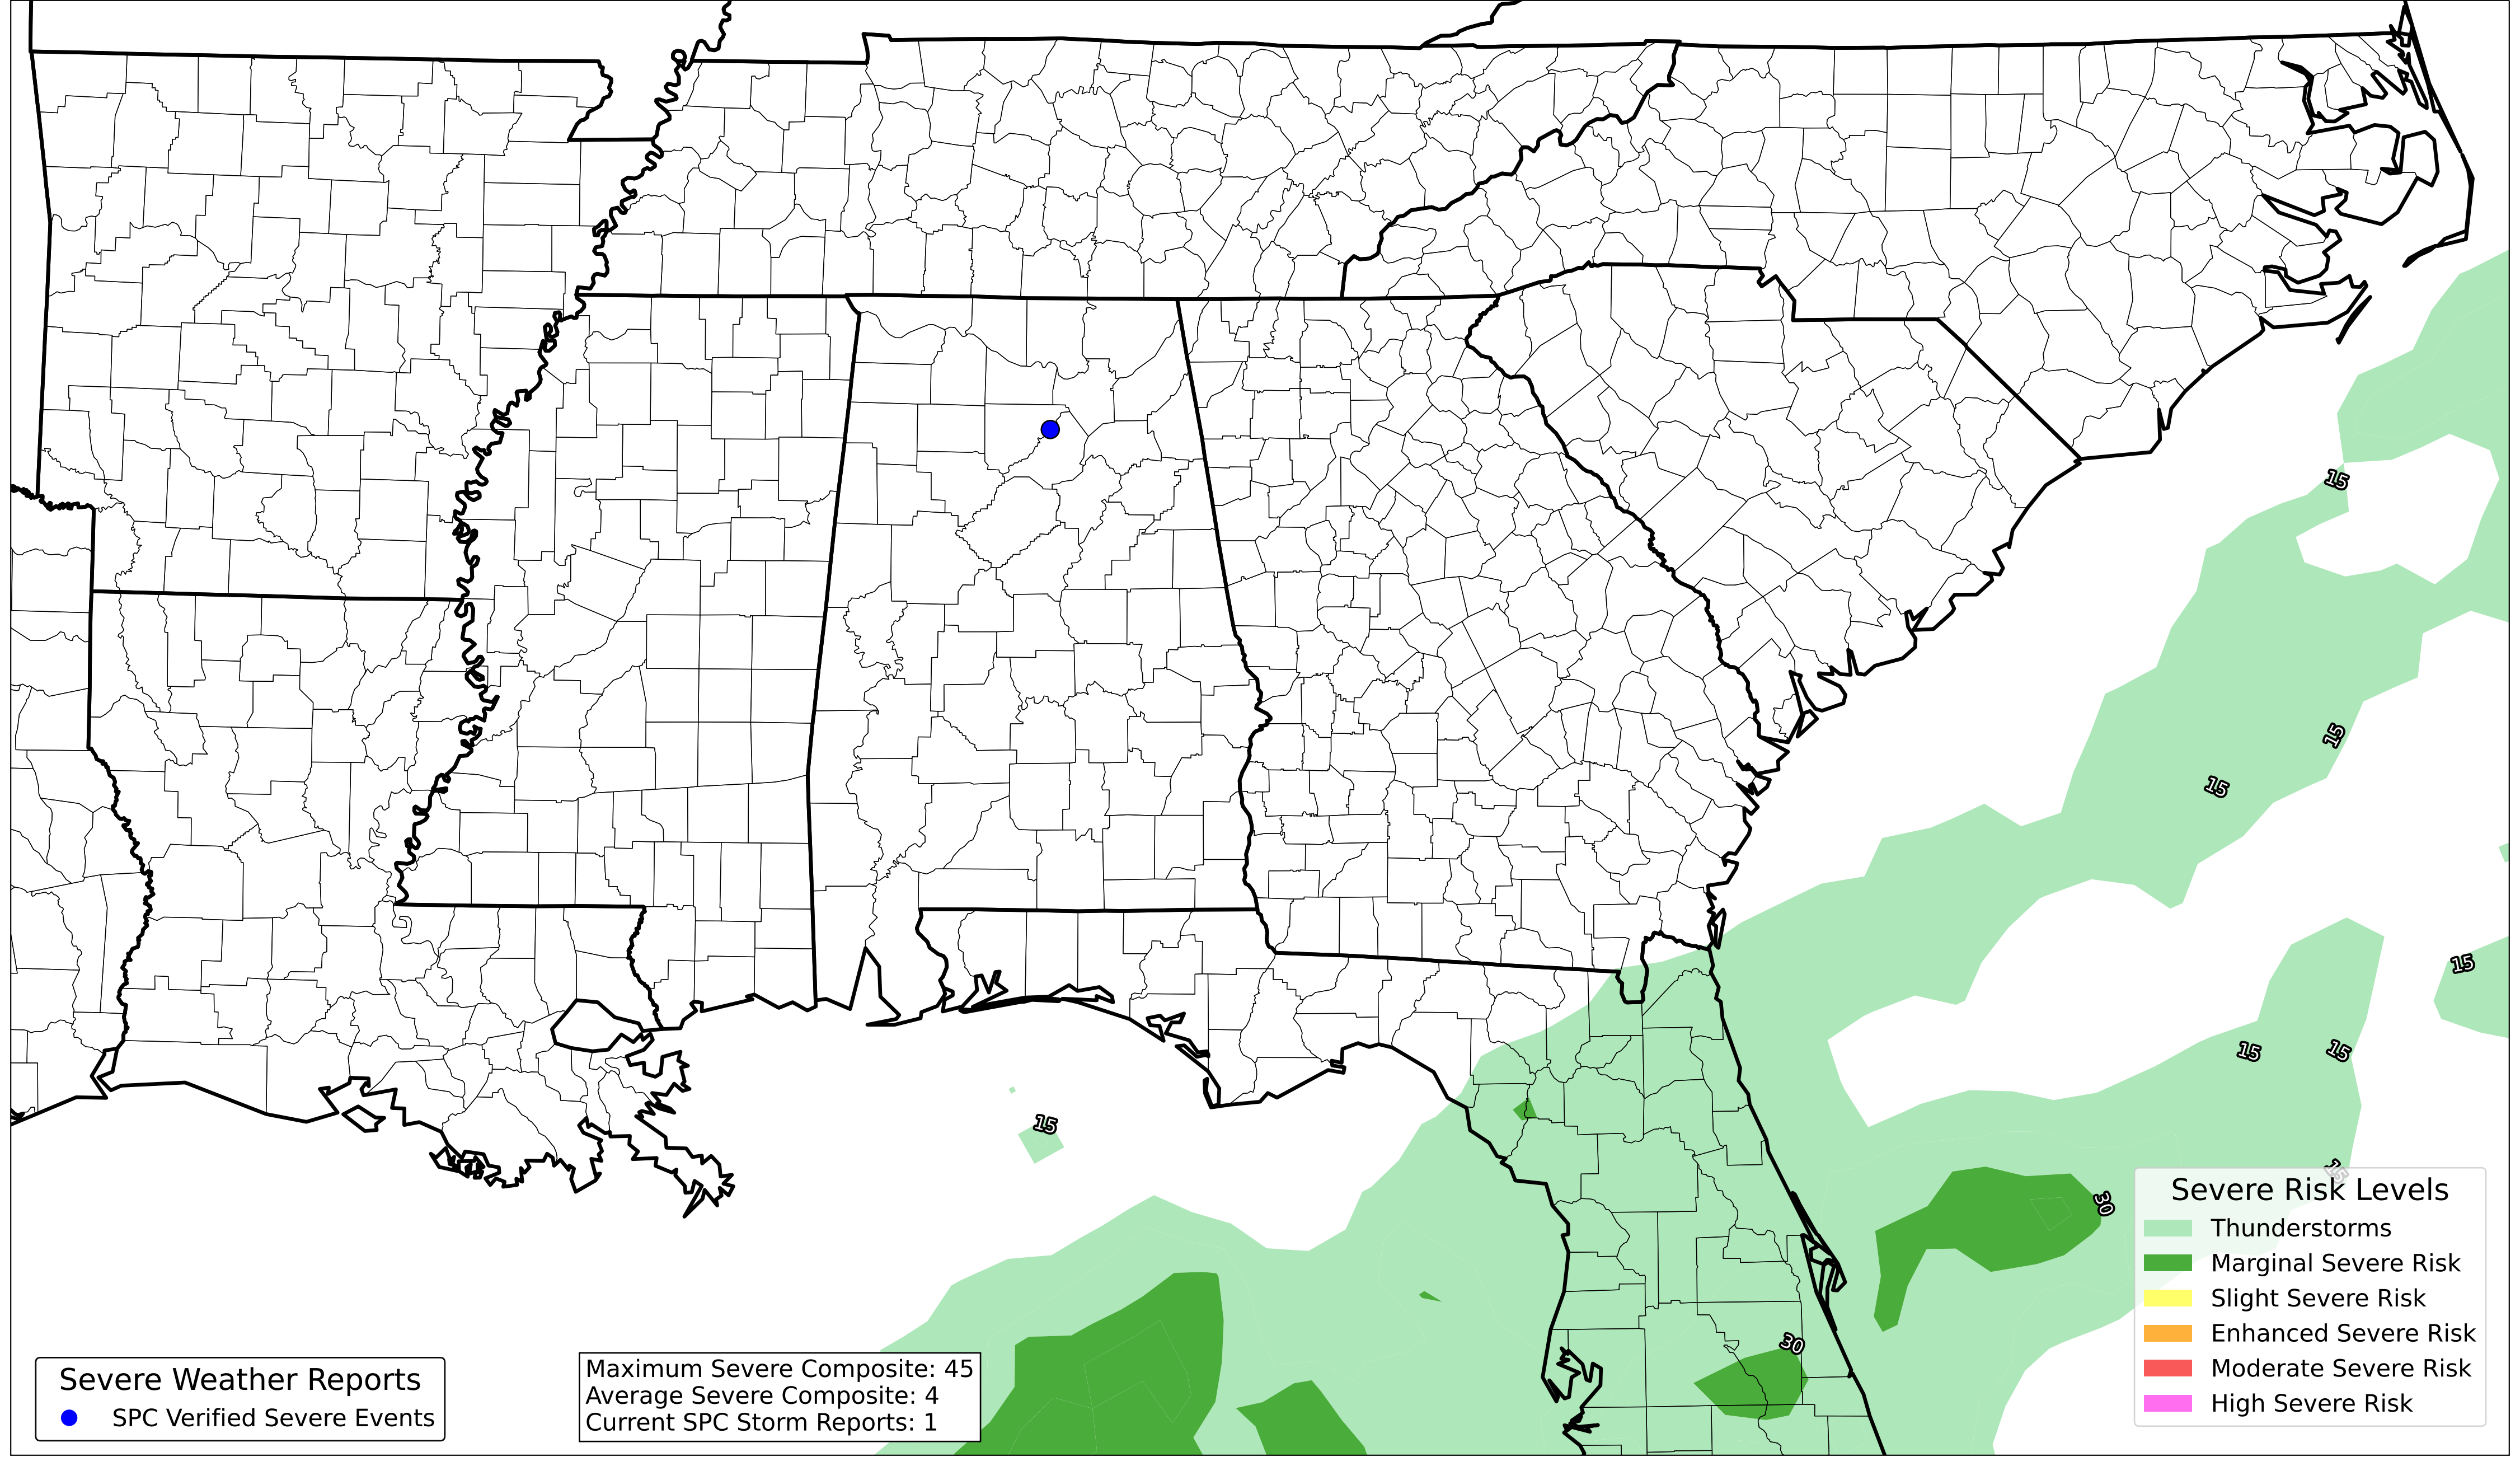 15
15
15
15
15
15
15
15
30
30
Severe Risk Levels
Thunderstorms
Marginal Severe Risk
Slight Severe Risk
Enhanced Severe Risk
Moderate Severe Risk
High Severe Risk
Severe Weather Reports
SPC Verified Severe Events
Maximum Severe Composite: 45
Average Severe Composite: 4
Current SPC Storm Reports: 1